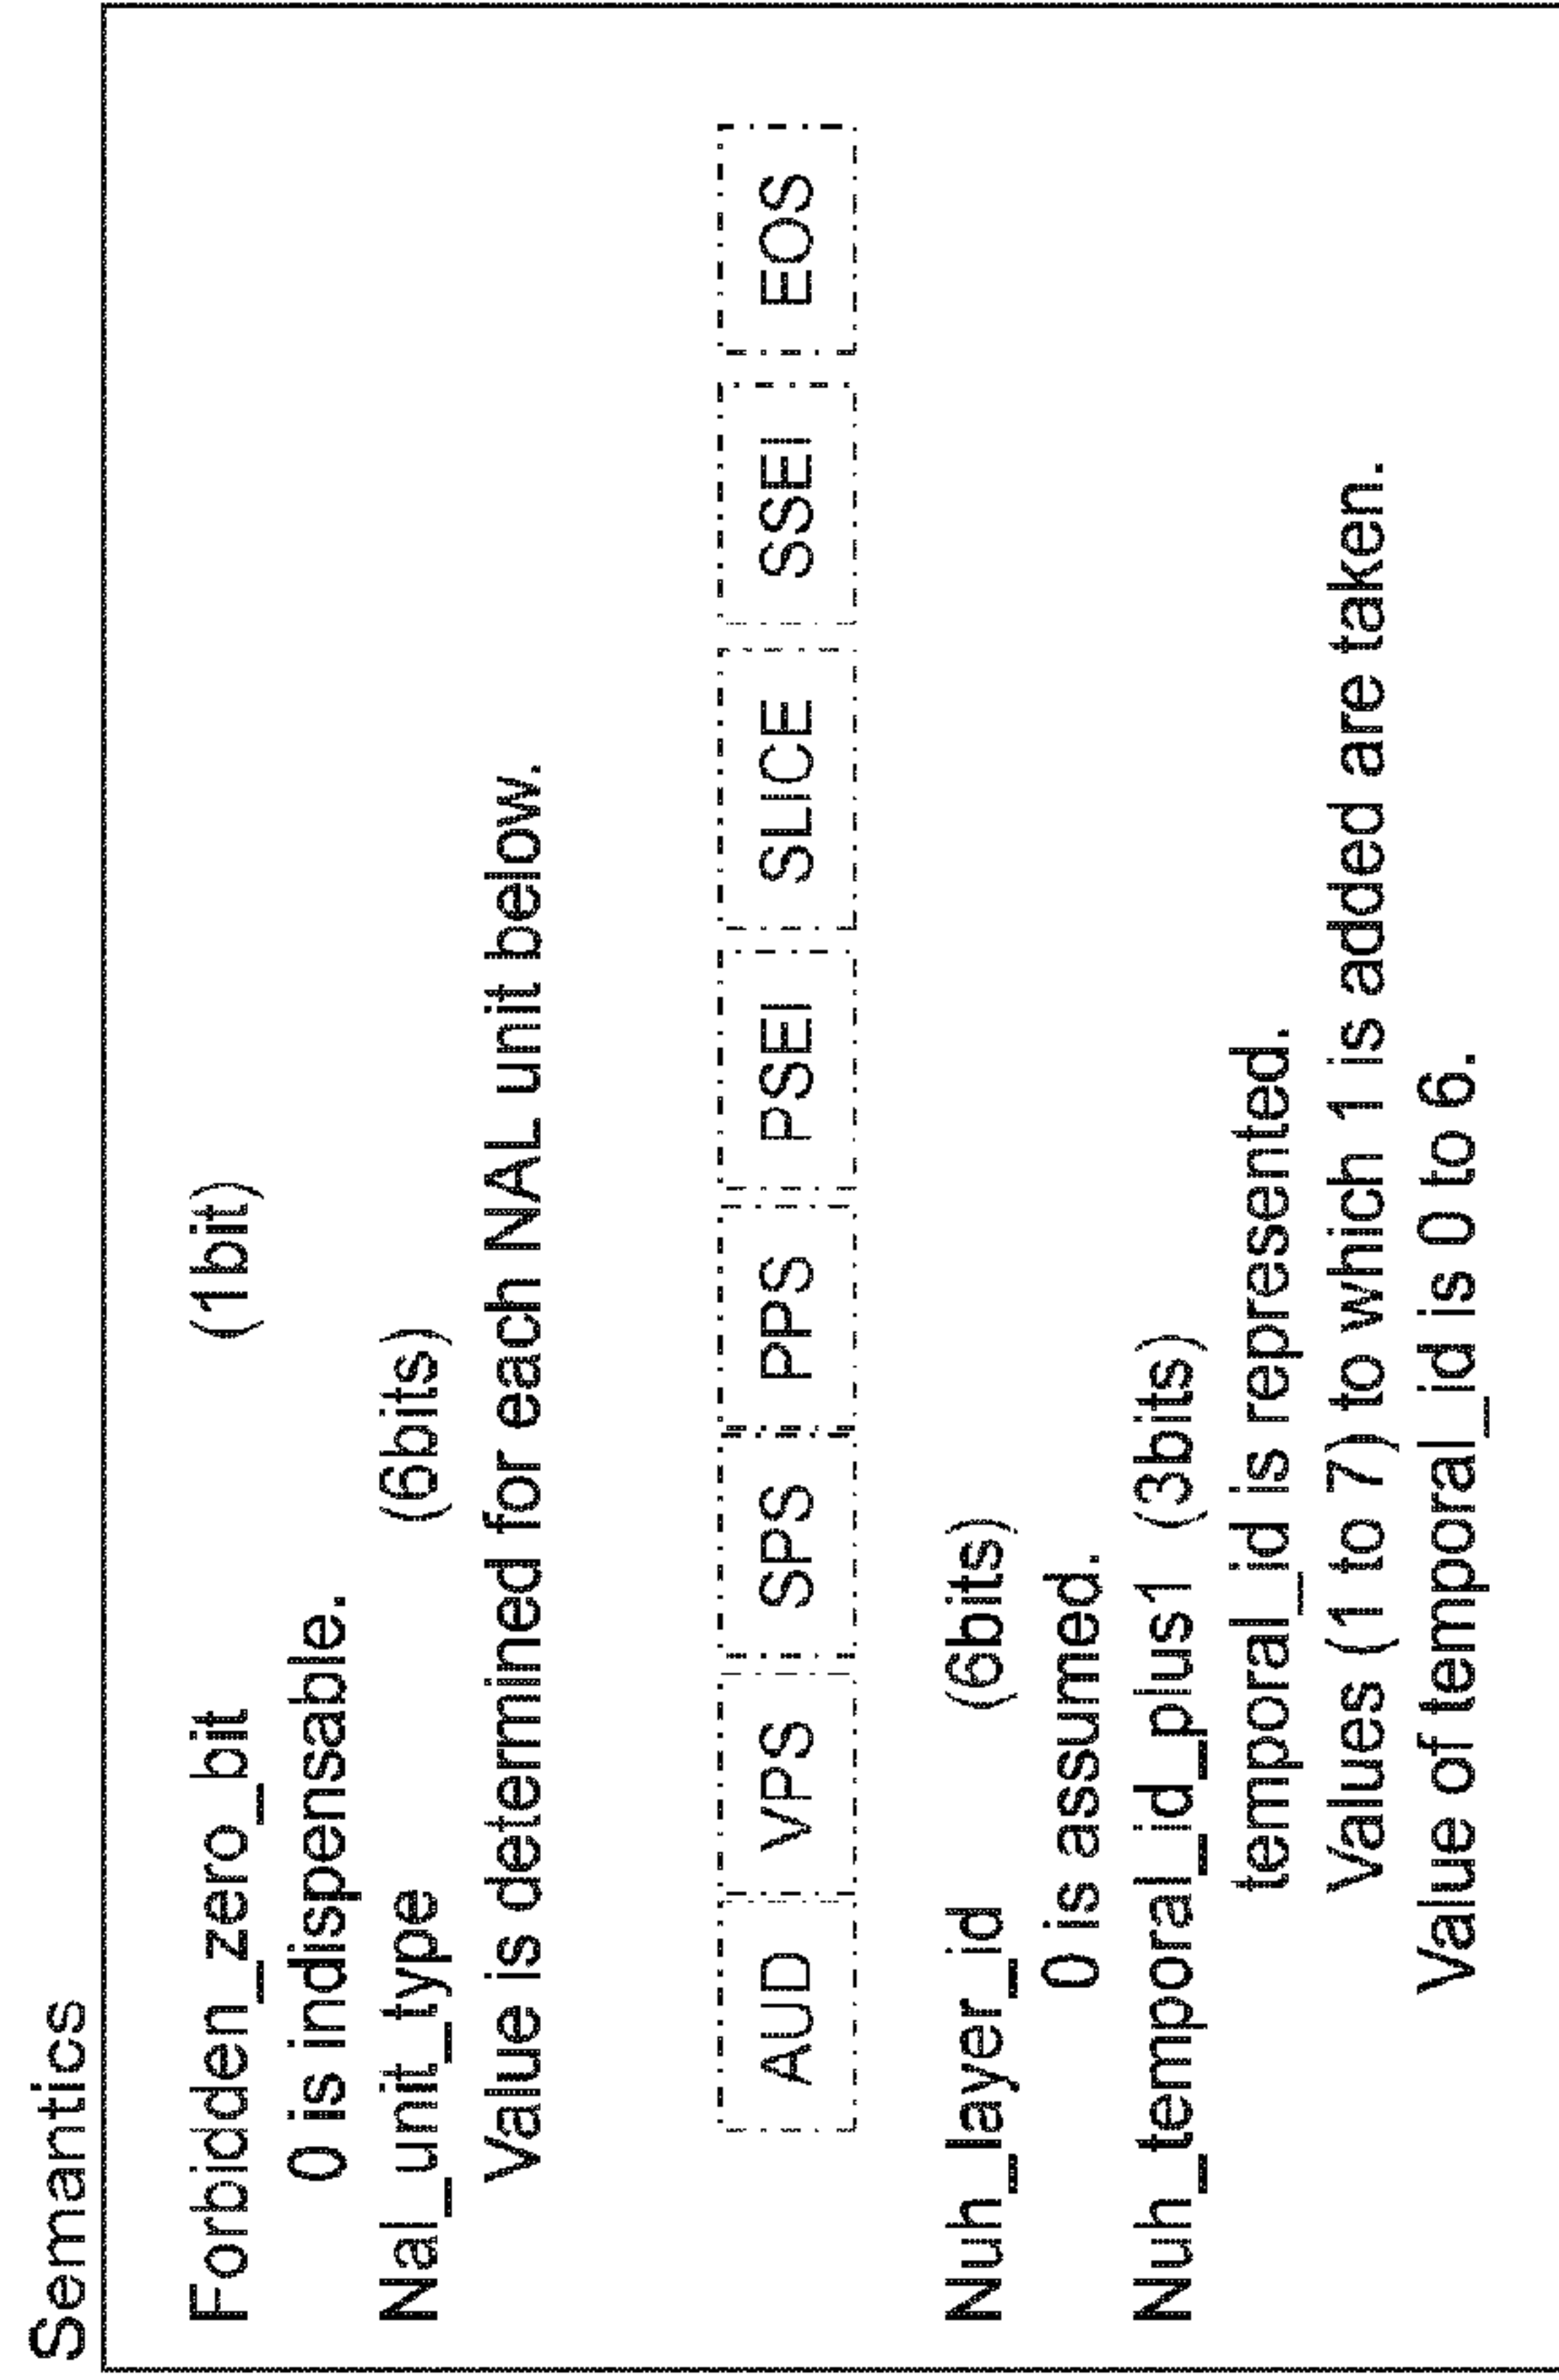 Semantics
Forbidden_zero_bit (1bit)
0 is indispensable.
Nal_unit_type (6bits)
Value is determined for each NAL unit below.
AUD VPS SPS PPS PSEI SLICE SSEI EOS
Nuh_layer_id (6bits)
0 is assumed.
Nuh_temporal_id_plus1 (3bits)
temporal_id is represented.
Values (1 to 7) to which 1 is added are taken.
Value of temporal_id is 0 to 6.